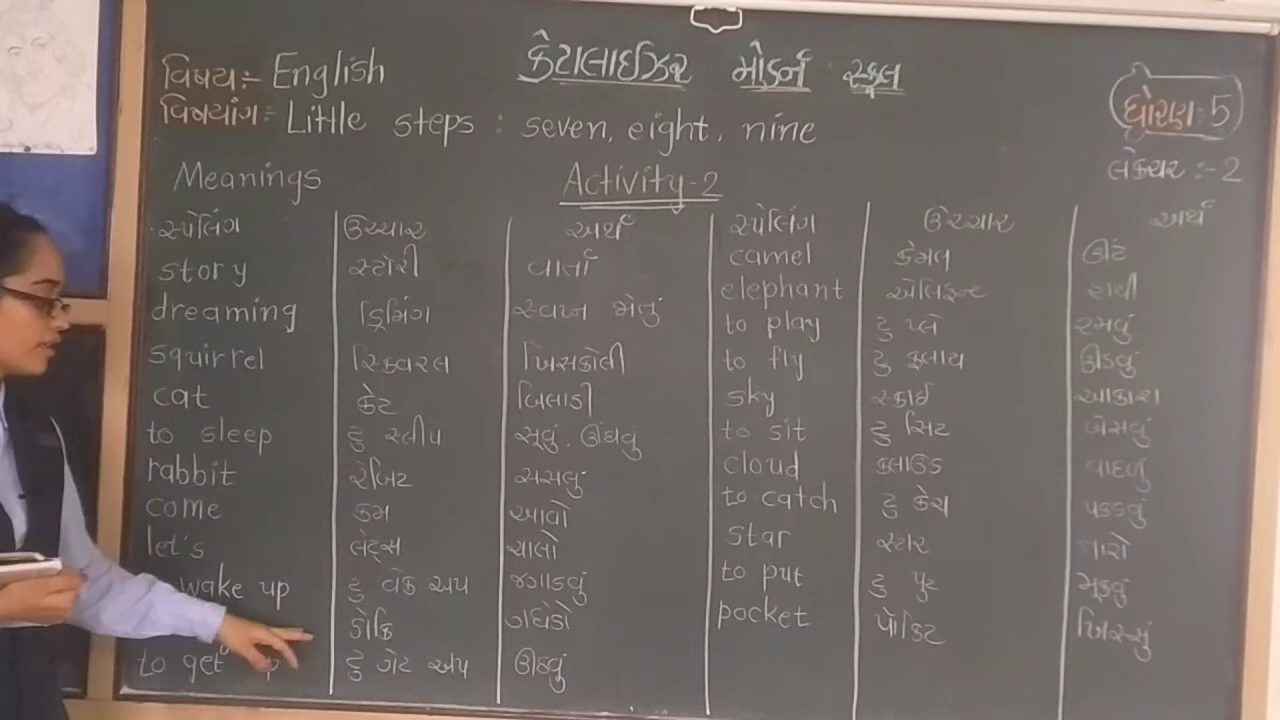 કેટાલાઈઝર મોડર્ન સ્કૂલ
વિષય:- English
ધોરણ: 5
વિષયાંગ:- Little steps : seven, eight, nine
લેક્ચર :- 2
Meanings
Activity-2
સ્પેલિંગ ઉચ્ચાર અર્થ
story સ્ટોરી વાર્તા
dreaming ડ્રિમિંગ સ્વપ્ન જોવું
squirrel સ્કિવરલ ખિસકોલી
cat કેટ બિલાડી
to sleep ટુ સ્લીપ સૂવું. ઊંઘવું
rabbit રેબિટ સસલું
come કમ આવો
let's લેટ્સ ચાલો
wake up ટુ વેક અપ જગાડવું
ડોન્કિ ગધેડો
to get ટુ ગેટ અપ ઊઠવું
સ્પેલિંગ ઉચ્ચાર અર્થ
camel કેમલ ઊંટ
elephant એલિફન્ટ હાથી
to play ટુ પ્લે રમવું
to fly ટુ ફ્લાય ઊડવું
sky સ્કાઈ આકાશ
to sit ટુ સિટ બેસવું
cloud ક્લાઉડ વાદળું
to catch ટુ કેચ પકડવું
star સ્ટાર તારો
to put ટુ પુટ મૂકવું
pocket પૉકિટ ખિસ્સું